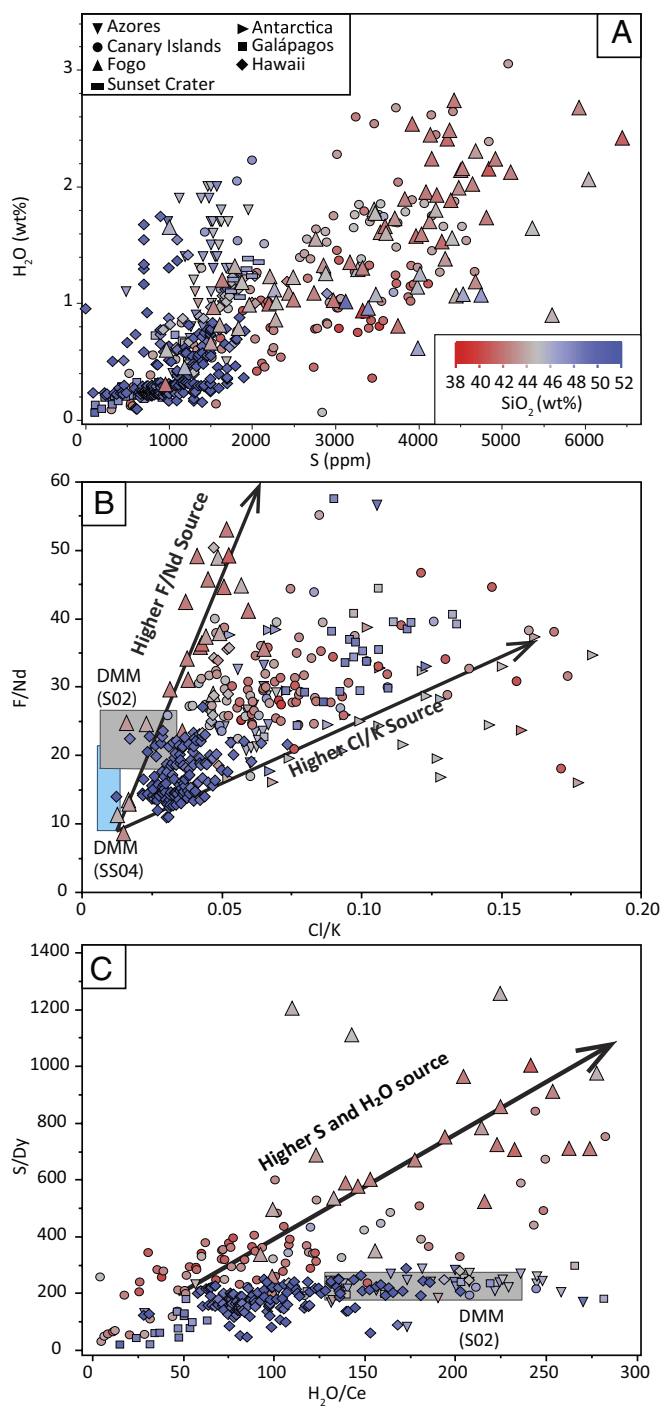 Azores
Antarctica
A
Canary Islands
Galápagos
Fogo
Hawaii
Sunset Crater
3
2
1
0
H₂O (wt%)
38 40 42 44 46 48 50 52
SiO₂ (wt%)
0 1000 2000 3000 4000 5000 6000
S (ppm)
B
60
50
40
30
20
10
0
F/Nd
Higher F/Nd Source
DMM
(S02)
Higher Cl/K Source
DMM
(SS04)
0.05 0.10 0.15 0.20
Cl/K
C
1400
1200
1000
800
600
400
200
0
S/Dy
Higher S and H₂O source
DMM
(S02)
0 50 100 150 200 250 300
H₂O/Ce